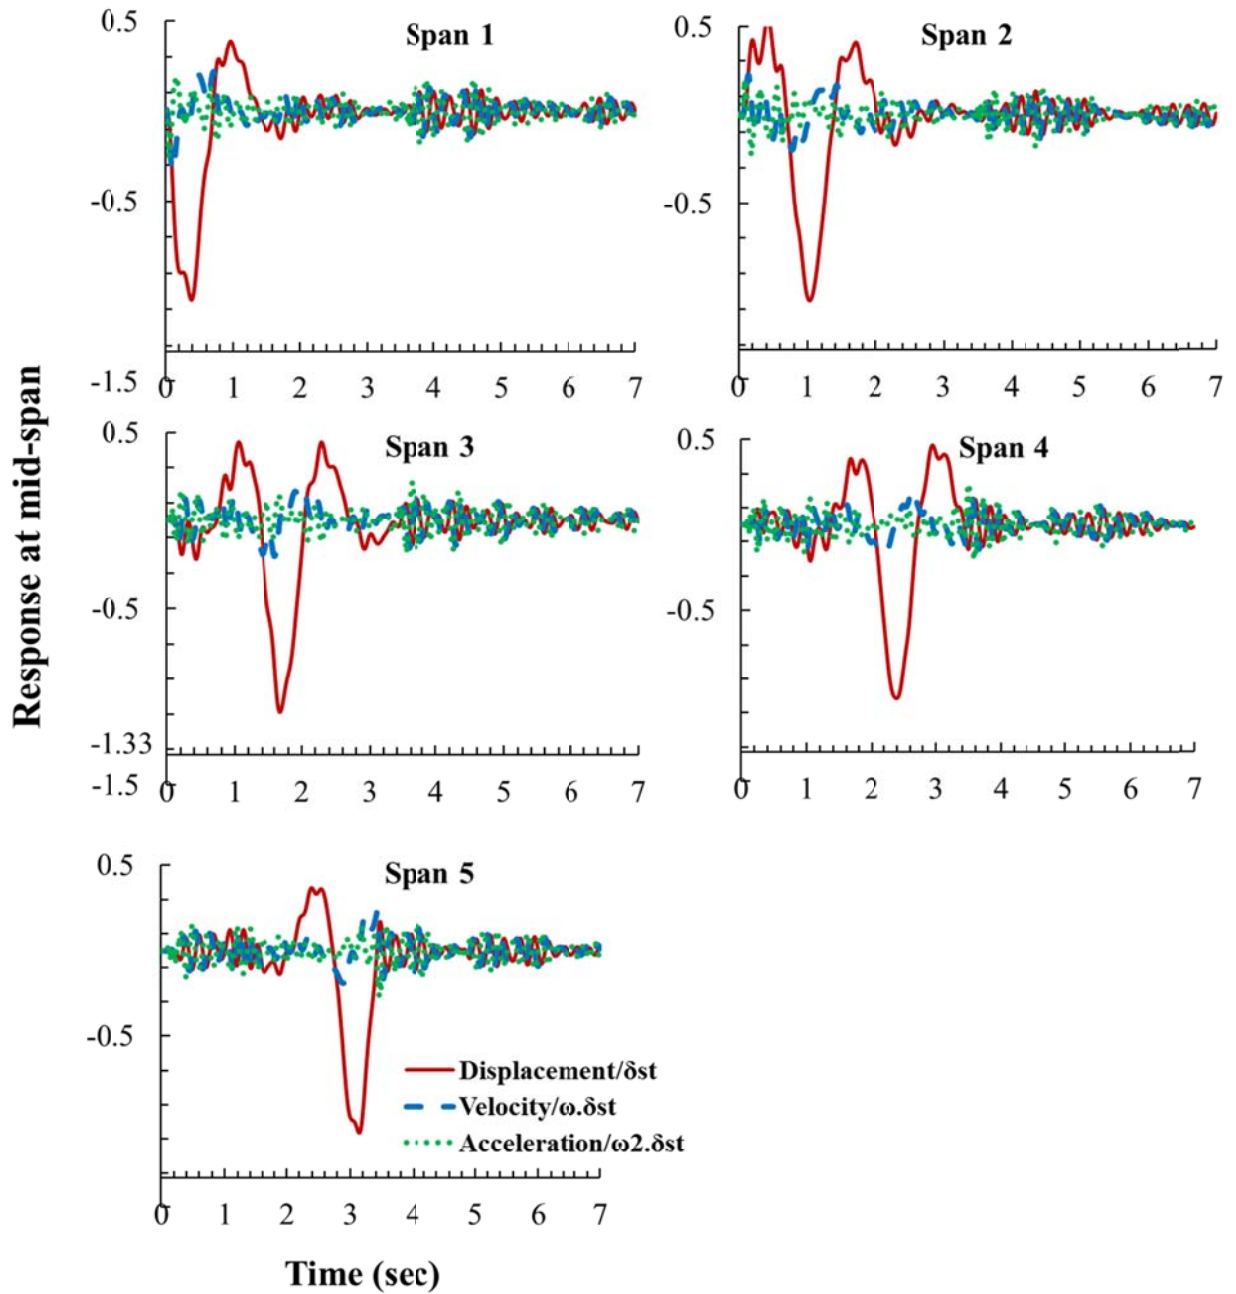 Response at mid-span
Span 1
0.5
-0.5
-1.5
0 1 2 3 4 5 6 7
Span 2
0.5
-0.5
0 1 2 3 4 5 6 7
Span 3
0.5
-0.5
-1.33
-1.5
0 1 2 3 4 5 6 7
Span 4
0.5
-0.5
0 1 2 3 4 5 6 7
Span 5
0.5
-0.5
Displacement/δst
Velocity/ω.δst
Acceleration/ω2.δst
0 1 2 3 4 5 6 7
Time (sec)